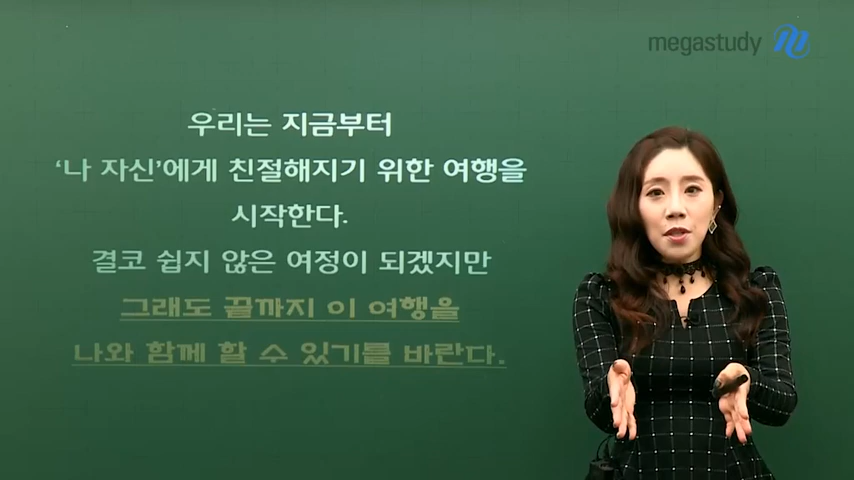 megastudy
우리는 지금부터
‘나 자신’에게 친절해지기 위한 여행을
시작한다.
결코 쉽지 않은 여정이 되겠지만
그래도 끝까지 이 여행을
나와 함께 할 수 있기를 바란다.